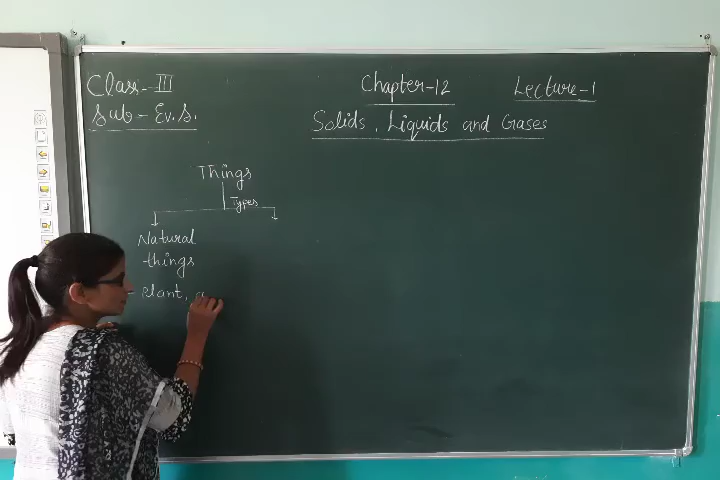 Class-III
Chapter-12
Lecture-1
Sub- Ev.S.
Solids, Liquids and Gases
Things
Types
Natural
things
- Plant, a